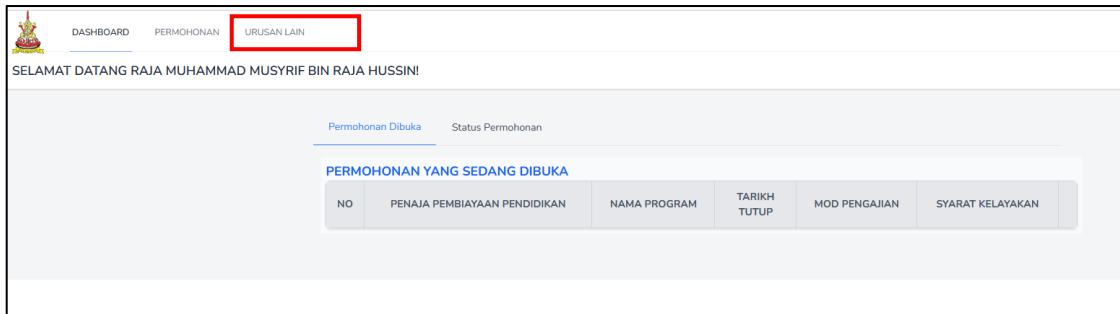 DASHBOARD PERMOHONAN URUSAN LAIN
SELAMAT DATANG RAJA MUHAMMAD MUSYRIF BIN RAJA HUSSIN!
Permohonan Dibuka Status Permohonan
PERMOHONAN YANG SEDANG DIBUKA
NO PENAJA PEMBIAYAAN PENDIDIKAN NAMA PROGRAM TARIKH TUTUP MOD PENGAJIAN SYARAT KELAYAKAN